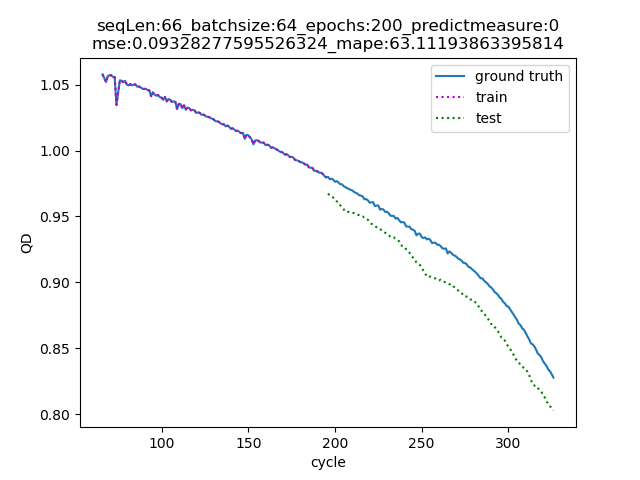 seqLen:66_batchsize:64_epochs:200_predictmeasure:0
mse:0.09328277595526324_mape:63.11193863395814
ground truth
train
test
1.05
1.00
0.95
0.90
0.85
0.80
QD
100 150 200 250 300
cycle